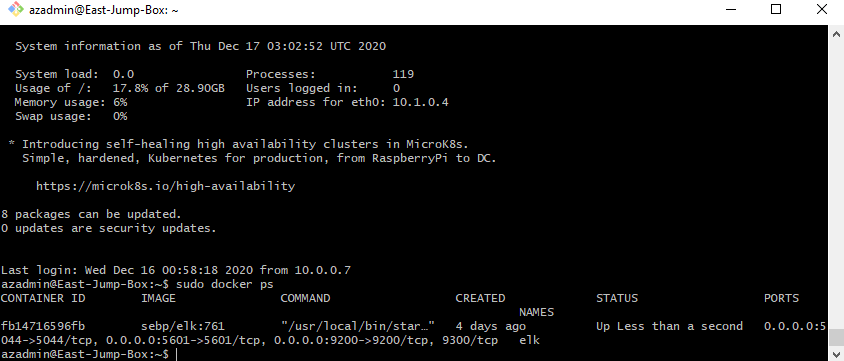 azadmin@East-Jump-Box: ~
System information as of Thu Dec 17 03:02:52 UTC 2020
System load:  0.0                Processes:           119
Usage of /:   17.8% of 28.90GB   Users logged in:     0
Memory usage: 6%                 IP address for eth0: 10.1.0.4
Swap usage:   0%
* Introducing self-healing high availability clusters in MicroK8s.
Simple, hardened, Kubernetes for production, from RaspberryPi to DC.
https://microk8s.io/high-availability
8 packages can be updated.
0 updates are security updates.
Last login: Wed Dec 16 00:58:18 2020 from 10.0.0.7
azadmin@East-Jump-Box:~$ sudo docker ps
CONTAINER ID        IMAGE               COMMAND                  CREATED             STATUS                  PORTS
NAMES
fb14716596fb        sebp/elk:761        "/usr/local/bin/star…"   4 days ago          Up Less than a second   0.0.0.0:5
044->5044/tcp, 0.0.0.0:5601->5601/tcp, 0.0.0.0:9200->9200/tcp, 9300/tcp   elk
azadmin@East-Jump-Box:~$